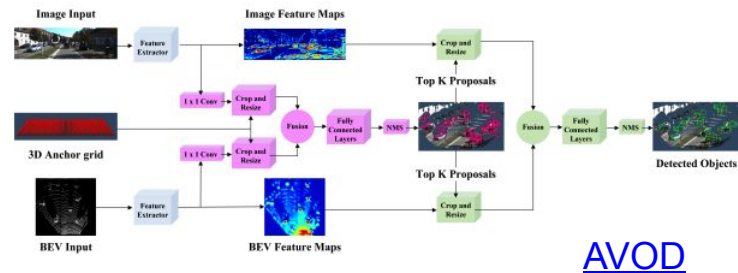 Image Input
Image Feature Maps
Feature
Extractor
Crop and
Resize
Top K Proposals
1 x 1 Conv
Crop and
Resize
Fusion
Fully
Connected
Layers
NMS
Fusion
Fully
Connected
Layers
NMS
3D Anchor grid
1 x 1 Conv
Crop and
Resize
Detected Objects
Top K Proposals
Feature
Extractor
Crop and
Resize
BEV Input
BEV Feature Maps
AVOD